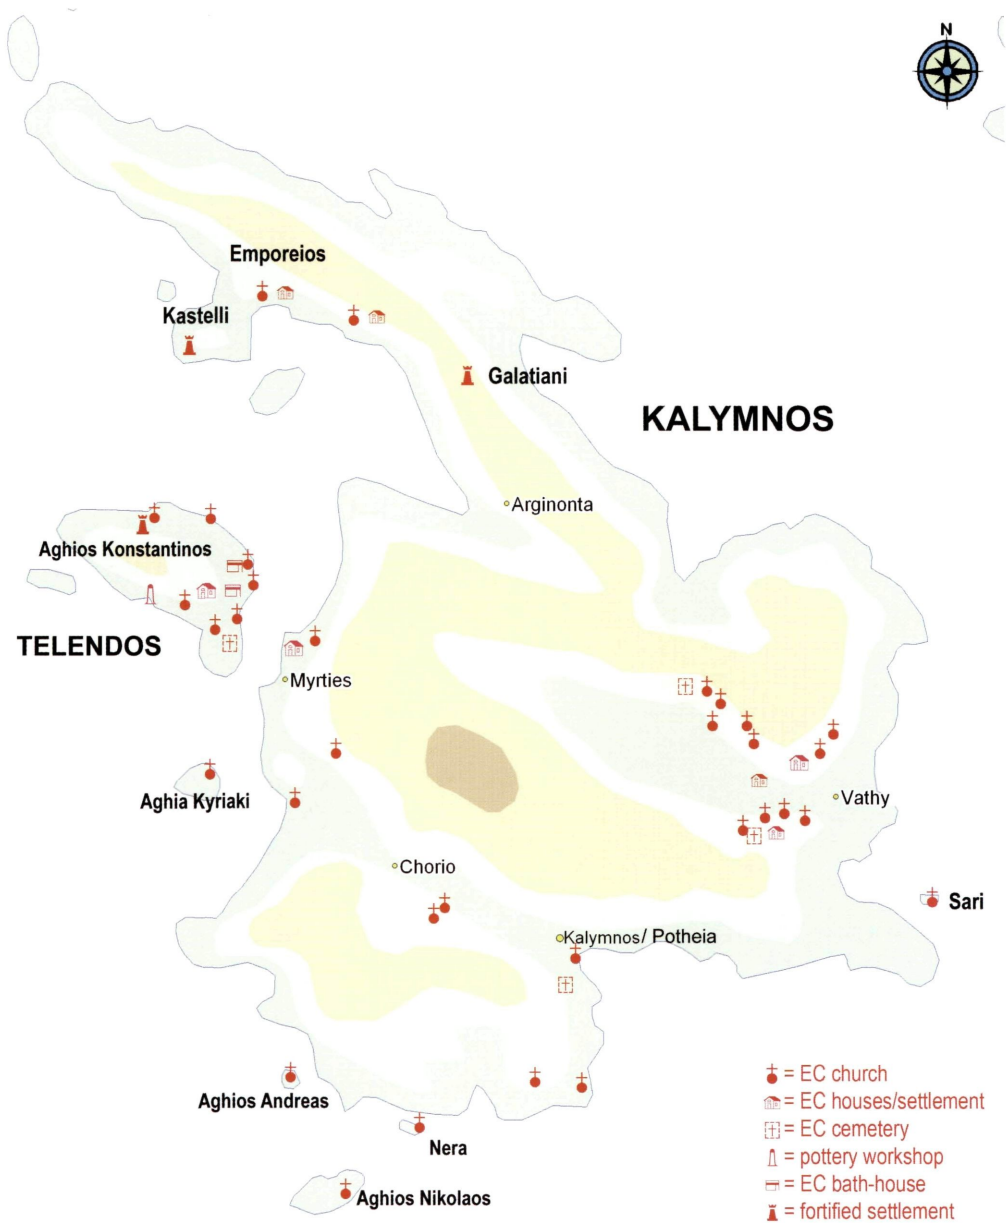 N
Emporeios
Kastelli
Galatiani
KALYMNOS
Arginonta
Aghios Konstantinos
TELENDOS
Myrties
Aghia Kyriaki
Vathy
Chorio
Sari
Kalymnos/ Potheia
Aghios Andreas
Nera
Aghios Nikolaos
= EC church
= EC houses/settlement
= EC cemetery
= pottery workshop
= EC bath-house
= fortified settlement